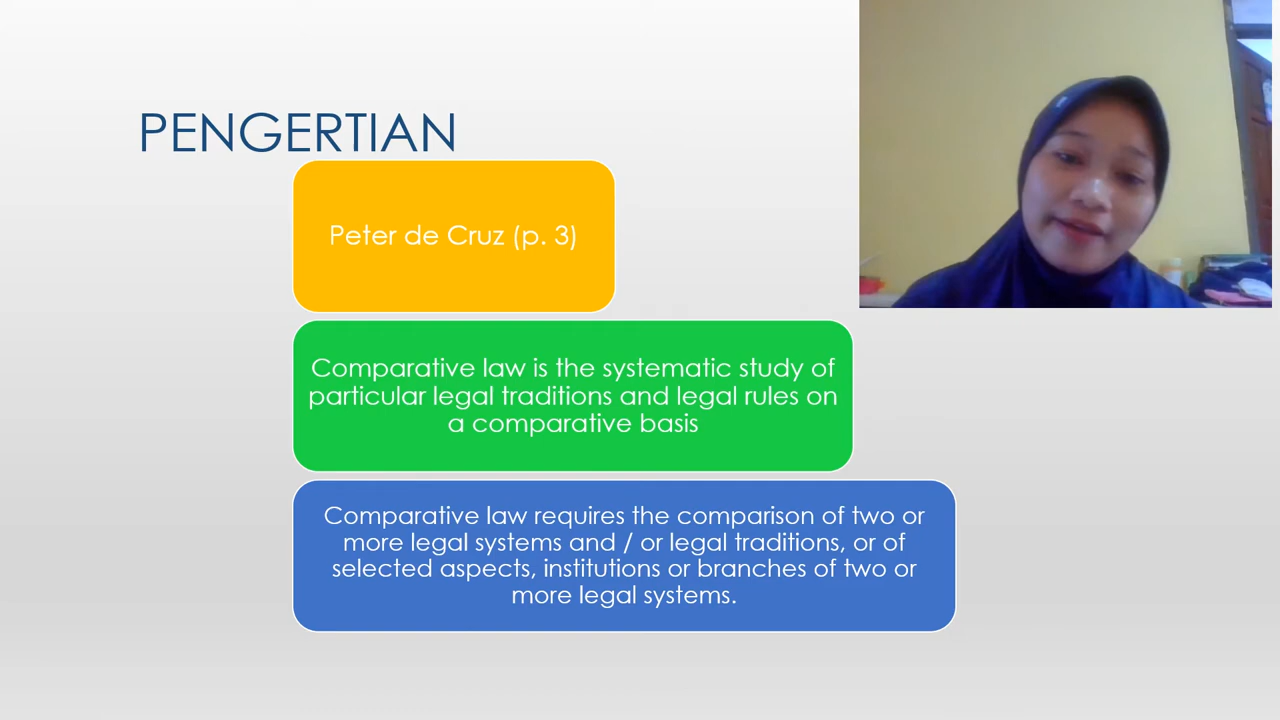 PENGERTIAN
Peter de Cruz (p. 3)
Comparative law is the systematic study of
particular legal traditions and legal rules on
a comparative basis
Comparative law requires the comparison of two or
more legal systems and / or legal traditions, or of
selected aspects, institutions or branches of two or
more legal systems.